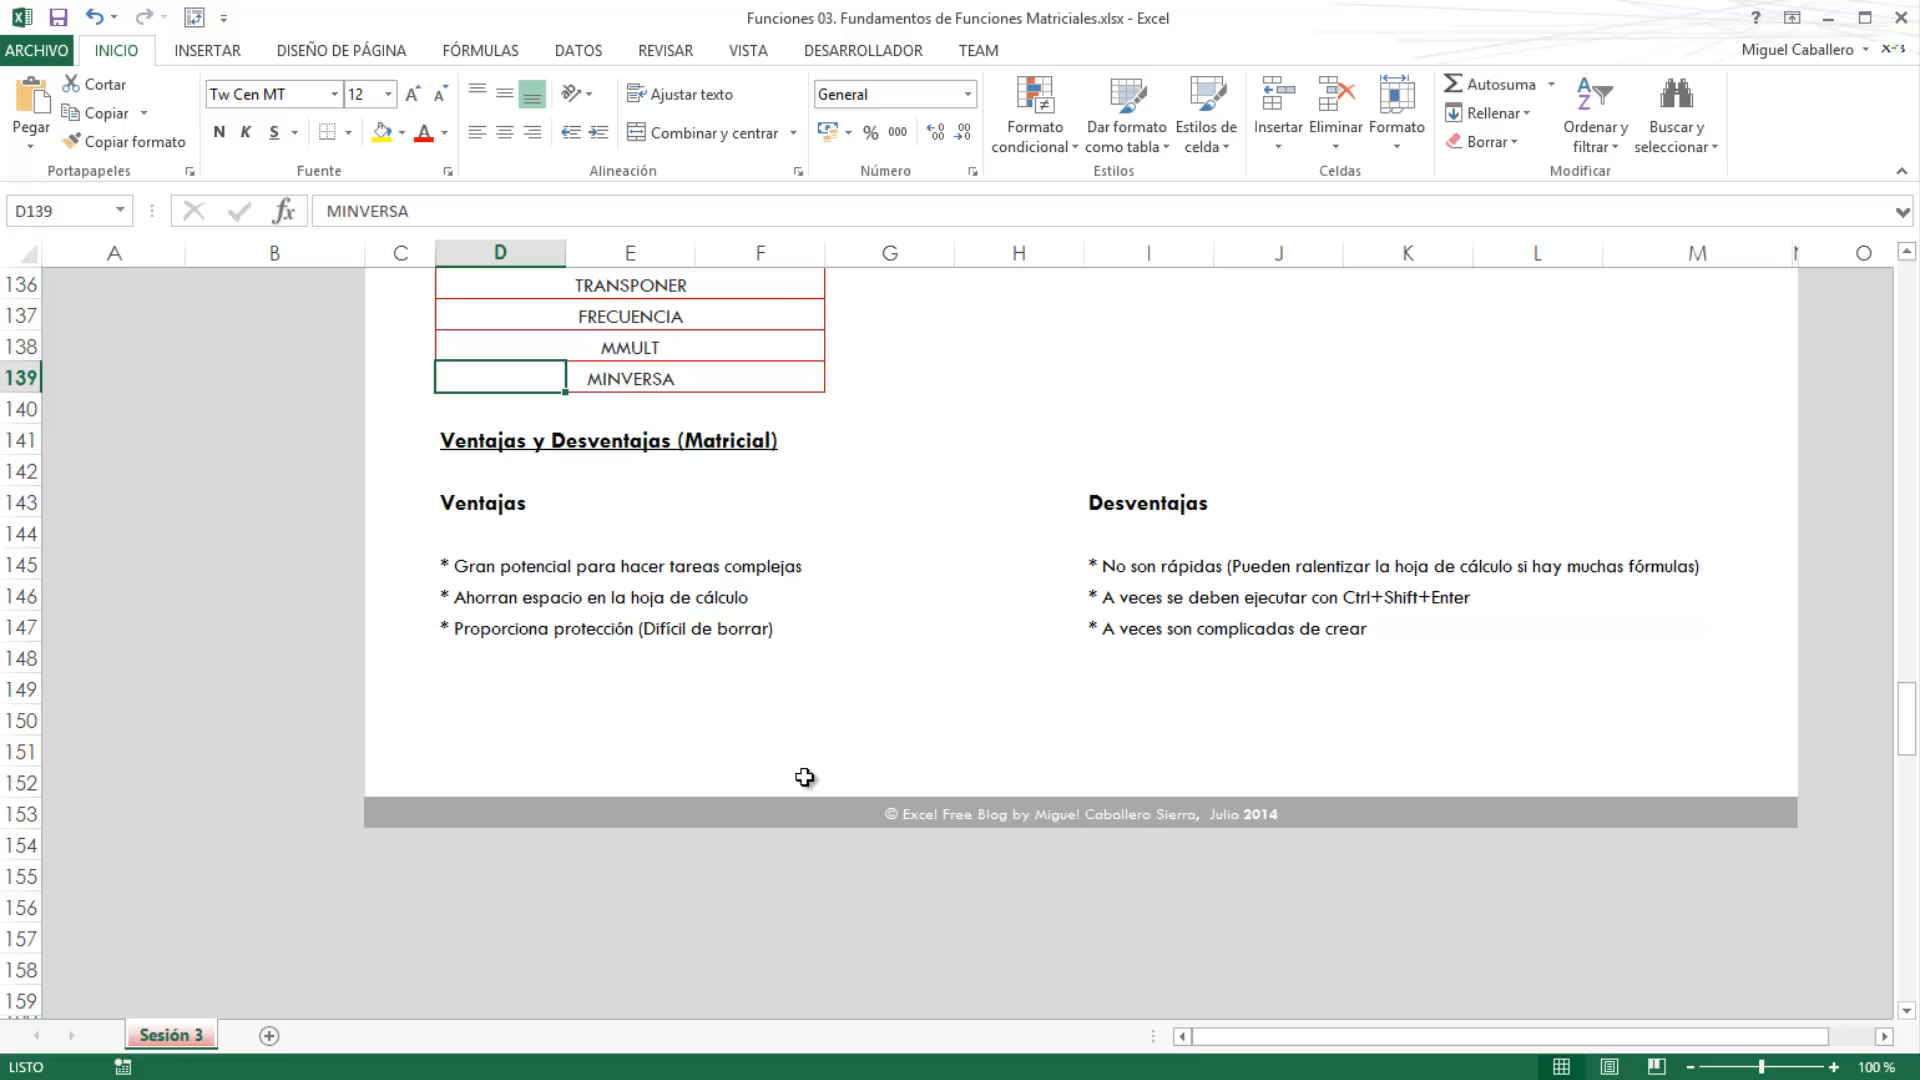 Funciones 03. Fundamentos de Funciones Matriciales.xlsx - Excel
?
ARCHIVO INICIO INSERTAR DISEÑO DE PÁGINA FÓRMULAS DATOS REVISAR VISTA DESARROLLADOR TEAM Miguel Caballero
Pegar
Cortar
Copiar
Copiar formato
Portapapeles
Tw Cen MT 12
N K S
Fuente
Ajustar texto
Combinar y centrar
Alineación
General
% 000
Número
Formato condicional
Dar formato como tabla
Estilos de celda
Estilos
Insertar Eliminar Formato
Celdas
Autosuma
Rellenar
Borrar
Ordenar y filtrar
Buscar y seleccionar
Modificar
D139 fx MINVERSA
A B C D E F G H I J K L M N O
136 TRANSPONER
137 FRECUENCIA
138 MMULT
139 MINVERSA
140
141 Ventajas y Desventajas (Matricial)
142
143 Ventajas Desventajas
144
145 * Gran potencial para hacer tareas complejas * No son rápidas (Pueden ralentizar la hoja de cálculo si hay muchas fórmulas)
146 * Ahorran espacio en la hoja de cálculo * A veces se deben ejecutar con Ctrl+Shift+Enter
147 * Proporciona protección (Difícil de borrar) * A veces son complicadas de crear
148
149
150
151
152
153 © Excel Free Blog by Miguel Caballero Sierra, Julio 2014
154
155
156
157
158
159
Sesión 3
LISTO 100 %